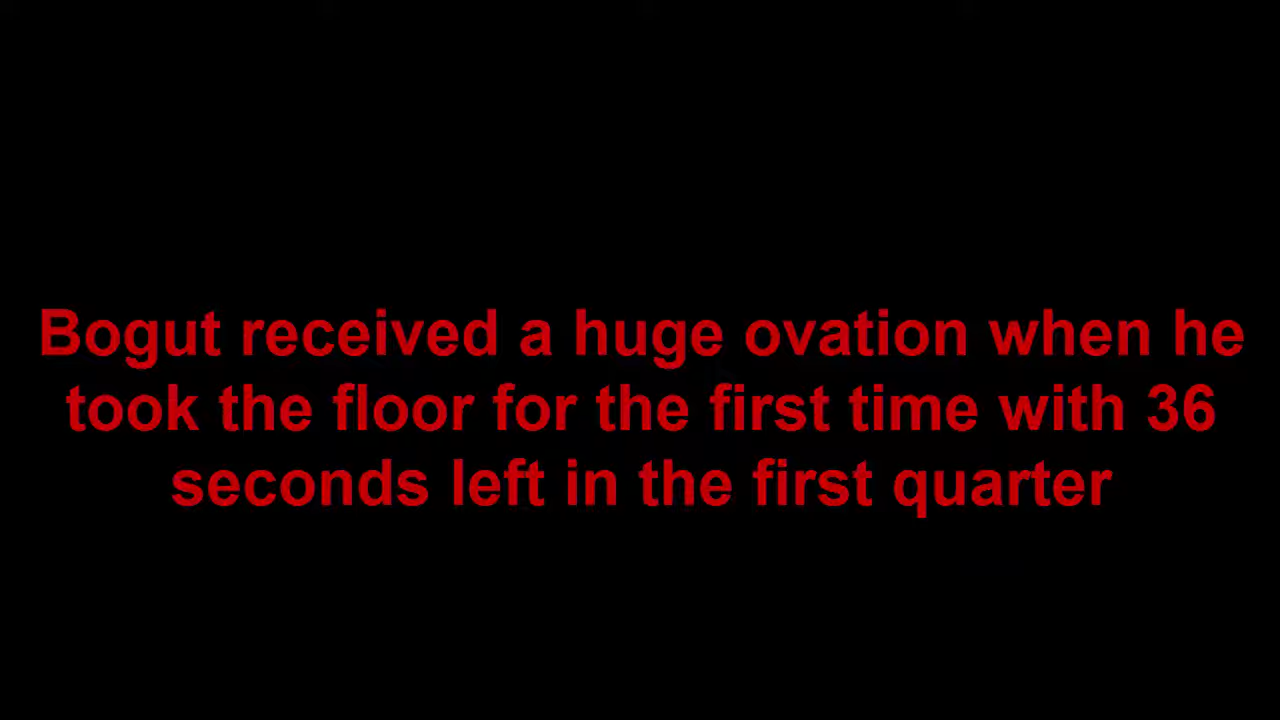 Bogut received a huge ovation when he
took the floor for the first time with 36
seconds left in the first quarter